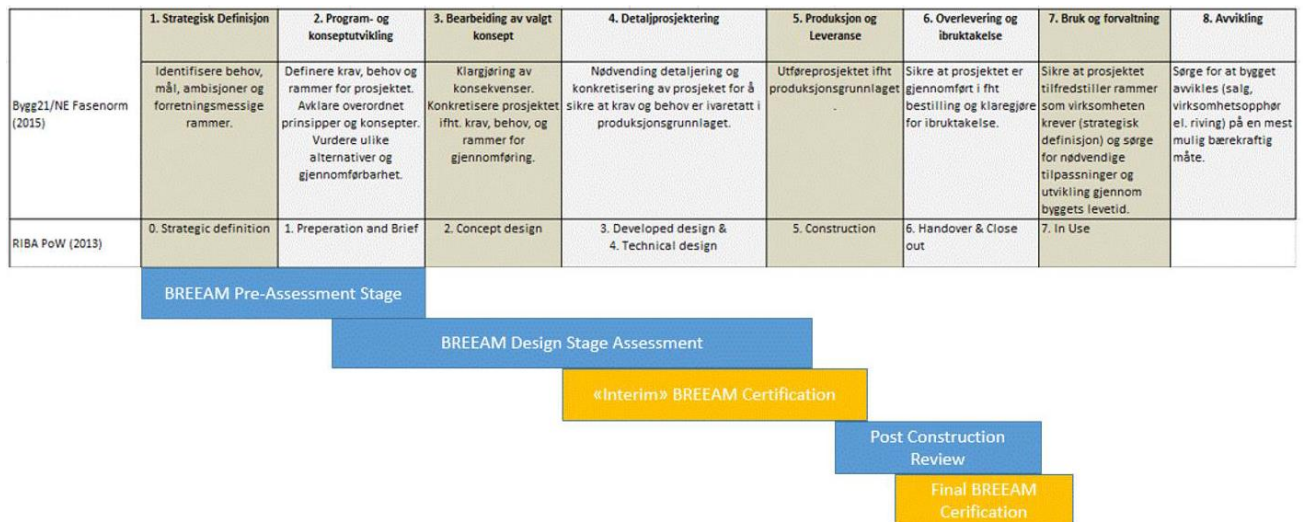 1. Strategisk Definisjon
2. Program- og
konseptutvikling
3. Bearbeiding av valgt
konsept
4. Detaljprosjektering
5. Produksjon og
Leveranse
6. Overlevering og
ibruktakelse
7. Bruk og forvaltning
8. Avvikling
Bygg21/NE Fasenorm
(2015)
Identifisere behov,
mål, ambisjoner og
forretningsmessige
rammer.
Definere krav, behov og
rammer for prosjektet.
Avklare overordnet
prinsipper og konsepter.
Vurdere ulike
alternativer og
gjennomførbarhet.
Klargjøring av
konsekvenser.
Konkretisere prosjektet
ifht. krav, behov, og
rammer for
gjennomføring.
Nødvending detaljering og
konkretisering av prosjeket for å
sikre at krav og behov er ivaretatt i
produksjonsgrunnlaget.
Utføreprosjektet ifht
produksjonsgrunnlaget
.
Sikre at prosjektet er
gjennomført i fht
bestilling og klaregjøre
for ibruktakelse.
Sikre at prosjektet
tilfredstiller rammer
som virksomheten
krever (strategisk
definisjon) og sørge
for nødvendige
tilpassninger og
utvikling gjennom
byggets levetid.
Sørge for at bygget
avvikles (salg,
virksomhetsopphør
el. riving) på en mest
mulig bærekraftig
måte.
RIBA PoW (2013)
0. Strategic definition
1. Preperation and Brief
2. Concept design
3. Developed design &
4. Technical design
5. Construction
6. Handover & Close
out
7. In Use
BREEAM Pre-Assessment Stage
BREEAM Design Stage Assessment
«Interim» BREEAM Certification
Post Construction
Review
Final BREEAM
Cerification